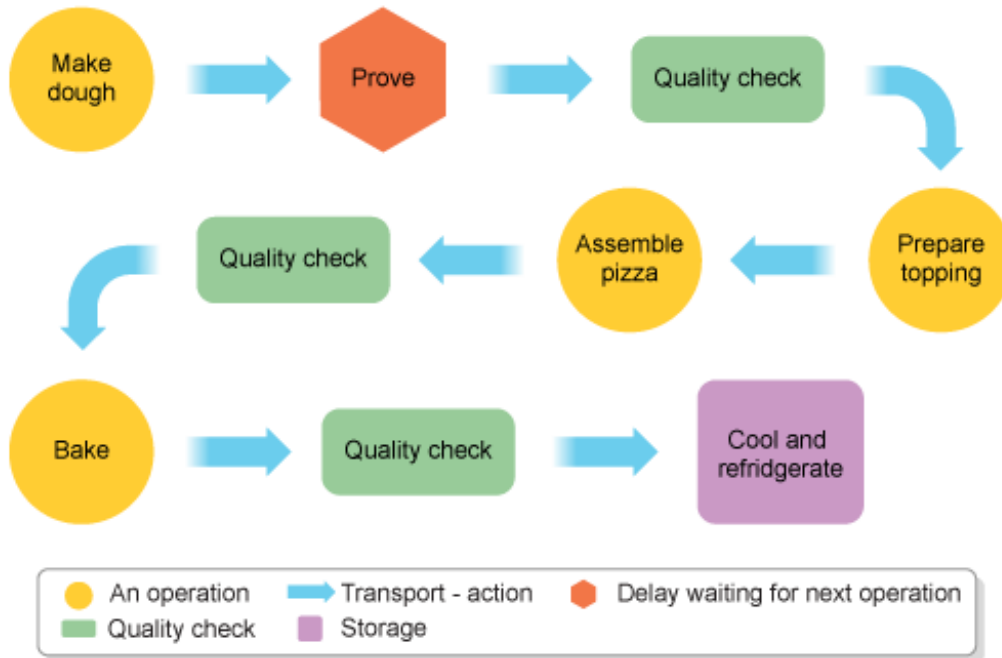 Make
dough
Prove
Quality check
Prepare
topping
Assemble
pizza
Quality check
Bake
Quality check
Cool and
refridgerate
An operation
Transport - action
Delay waiting for next operation
Quality check
Storage